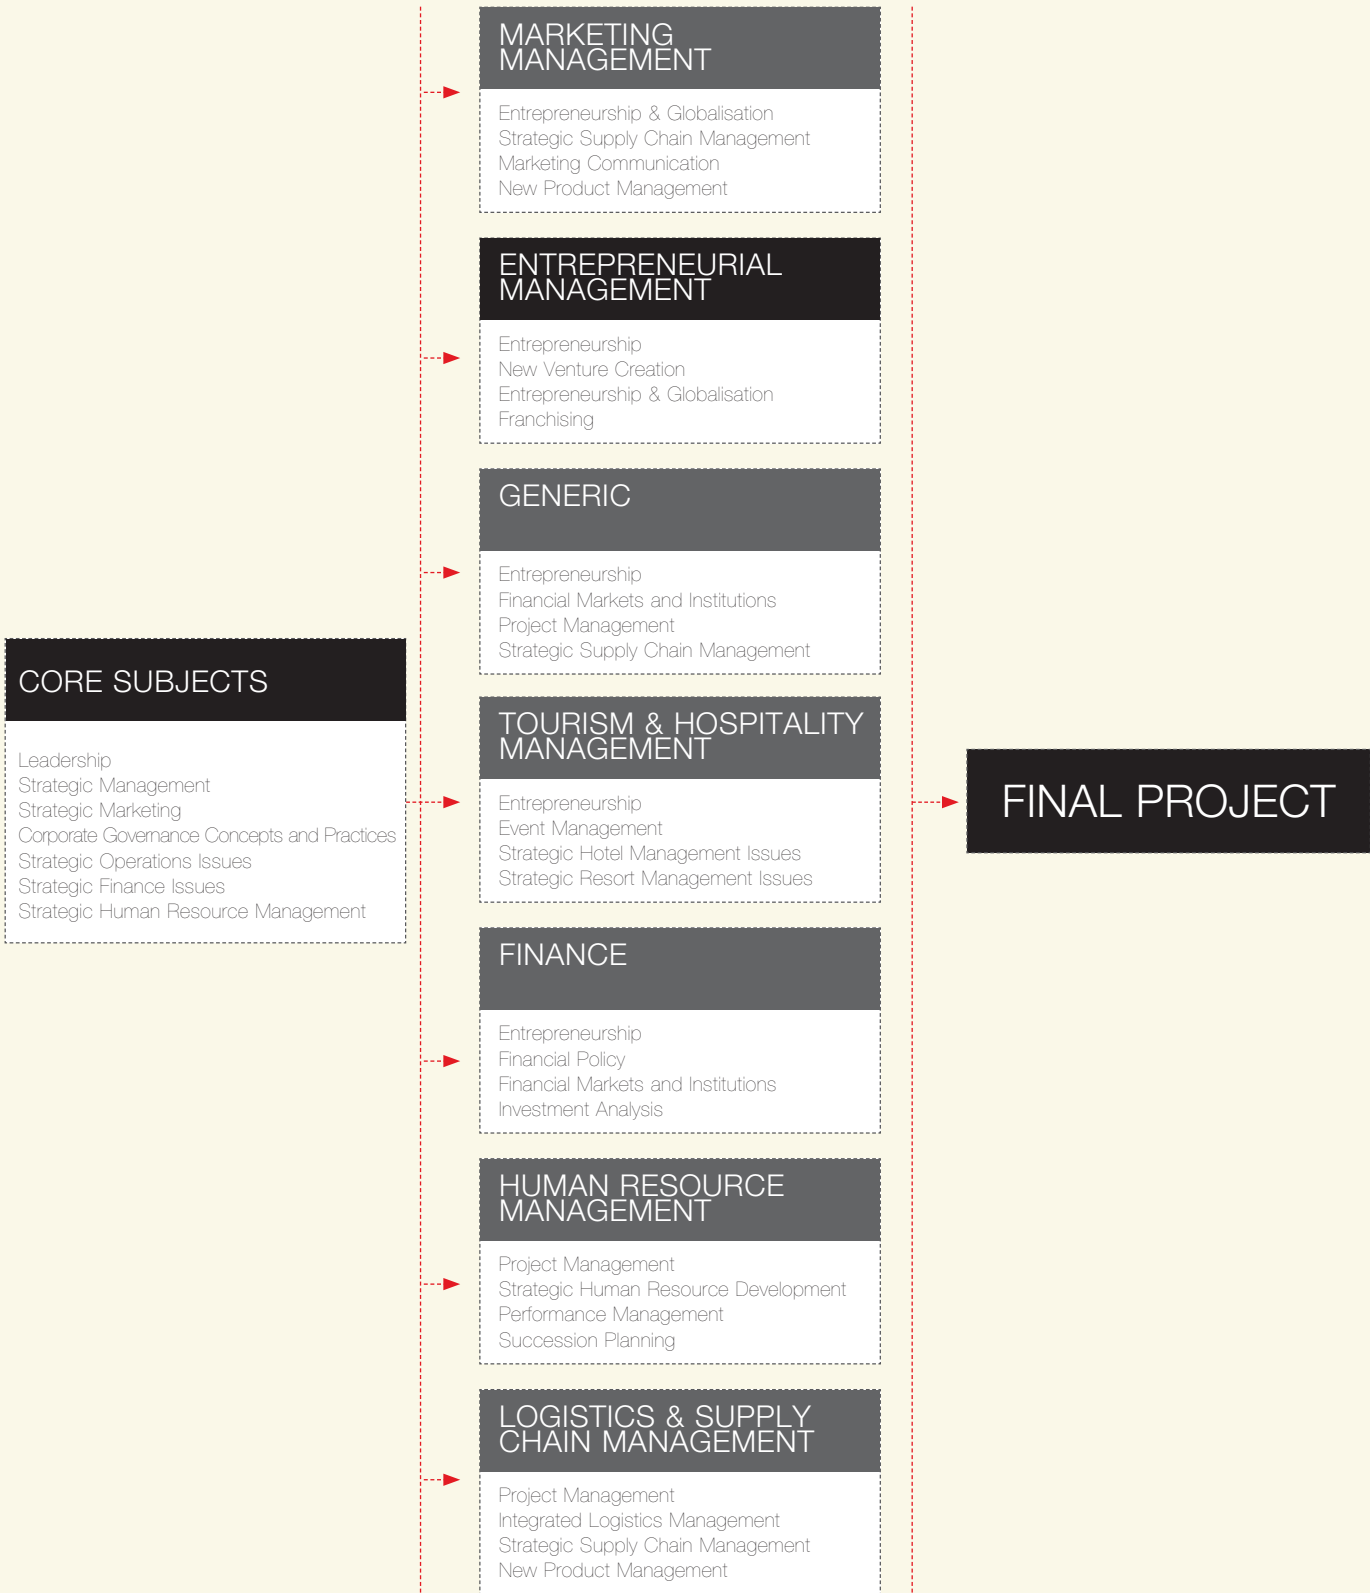 CORE SUBJECTS
Leadership
Strategic Management
Strategic Marketing
Corporate Governance Concepts and Practices
Strategic Operations Issues
Strategic Finance Issues
Strategic Human Resource Management
MARKETING
MANAGEMENT
Entrepreneurship & Globalisation
Strategic Supply Chain Management
Marketing Communication
New Product Management
ENTREPRENEURIAL
MANAGEMENT
Entrepreneurship
New Venture Creation
Entrepreneurship & Globalisation
Franchising
GENERIC
Entrepreneurship
Financial Markets and Institutions
Project Management
Strategic Supply Chain Management
TOURISM & HOSPITALITY
MANAGEMENT
Entrepreneurship
Event Management
Strategic Hotel Management Issues
Strategic Resort Management Issues
FINANCE
Entrepreneurship
Financial Policy
Financial Markets and Institutions
Investment Analysis
HUMAN RESOURCE
MANAGEMENT
Project Management
Strategic Human Resource Development
Performance Management
Succession Planning
LOGISTICS & SUPPLY
CHAIN MANAGEMENT
Project Management
Integrated Logistics Management
Strategic Supply Chain Management
New Product Management
FINAL PROJECT